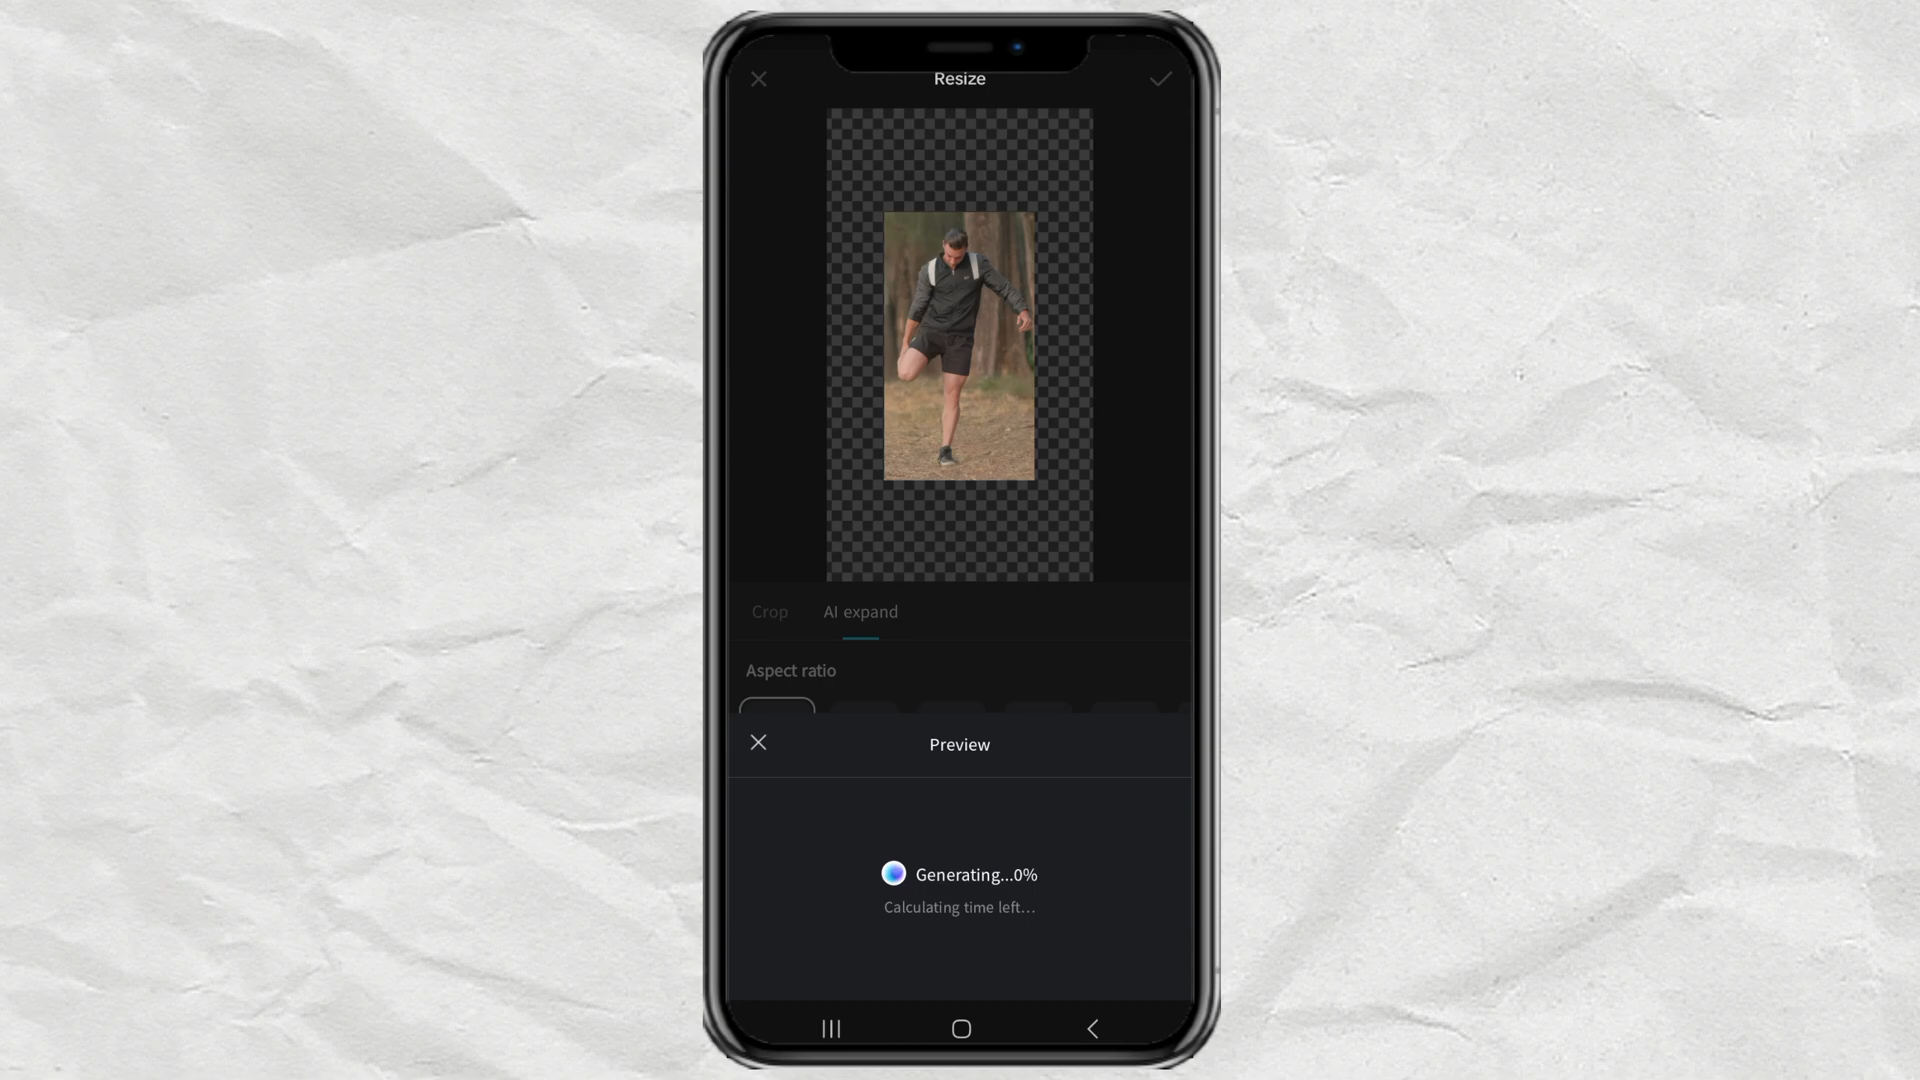 Resize
Crop AI expand
Aspect ratio
Preview
Generating...0%
Calculating time left...